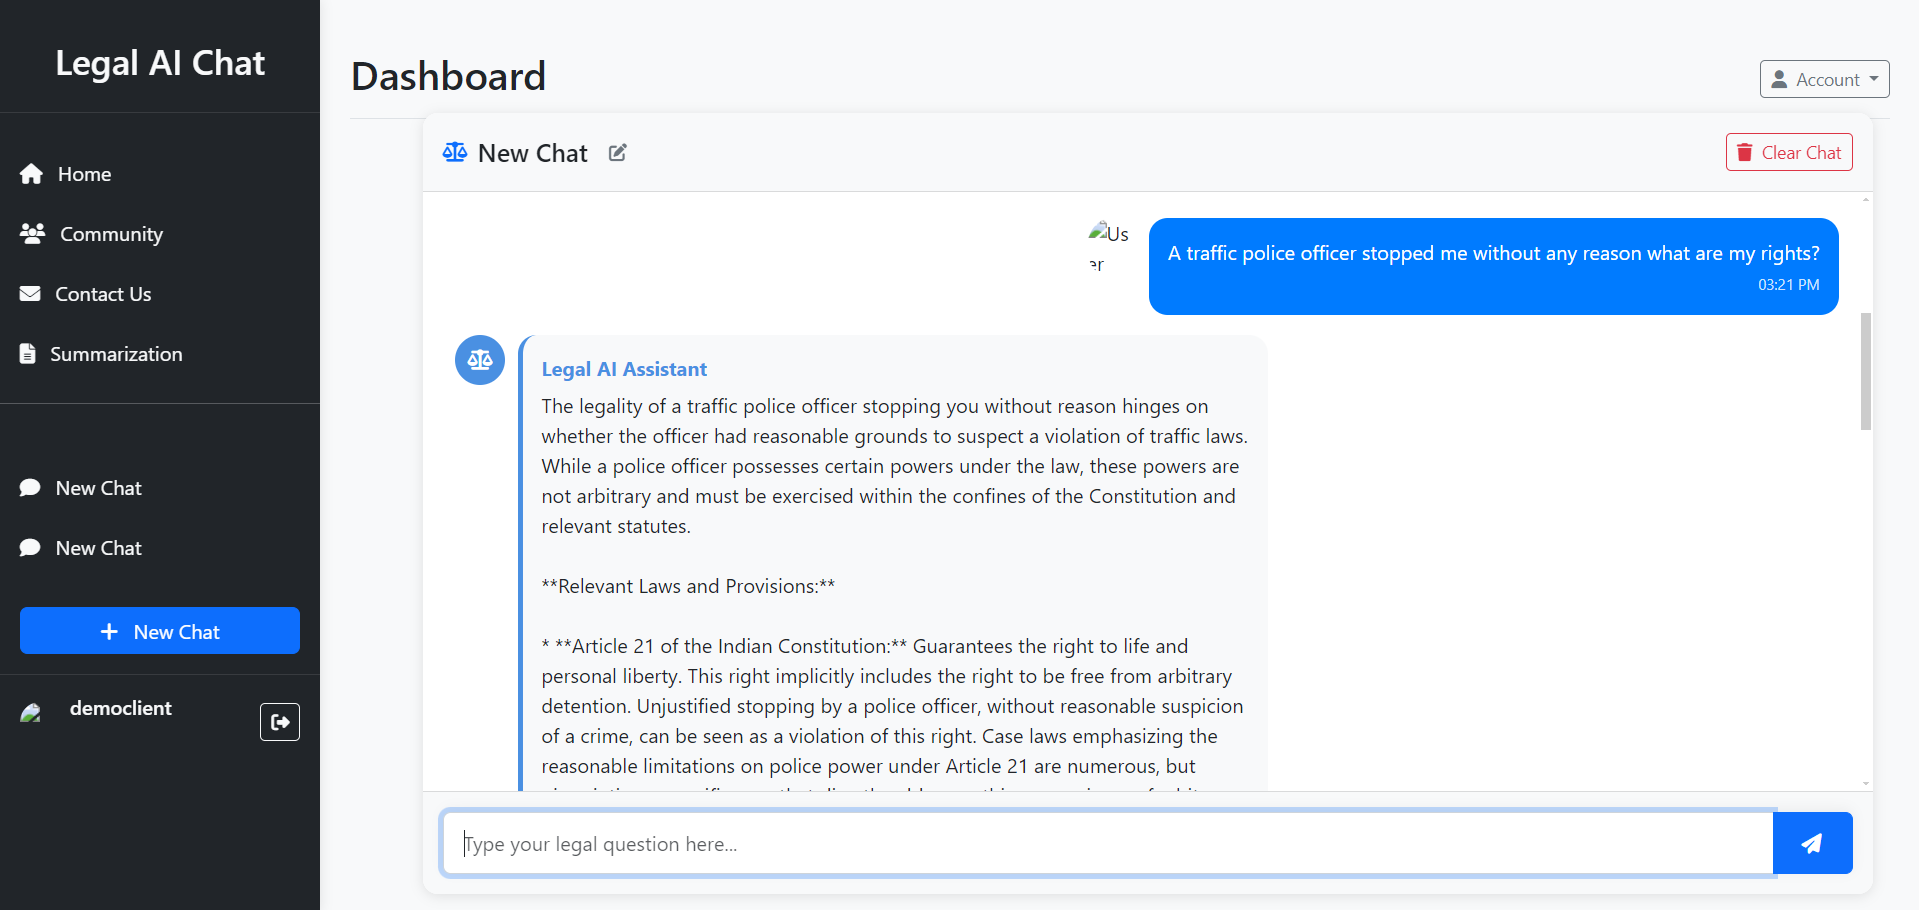 Legal AI Chat
Home
Community
Contact Us
Summarization
New Chat
New Chat
New Chat
democlient
Dashboard
Account
New Chat
Clear Chat
Us
er
A traffic police officer stopped me without any reason what are my rights?
03:21 PM
Legal AI Assistant
The legality of a traffic police officer stopping you without reason hinges on
whether the officer had reasonable grounds to suspect a violation of traffic laws.
While a police officer possesses certain powers under the law, these powers are
not arbitrary and must be exercised within the confines of the Constitution and
relevant statutes.
**Relevant Laws and Provisions:**
* **Article 21 of the Indian Constitution:** Guarantees the right to life and
personal liberty. This right implicitly includes the right to be free from arbitrary
detention. Unjustified stopping by a police officer, without reasonable suspicion
of a crime, can be seen as a violation of this right. Case laws emphasizing the
reasonable limitations on police power under Article 21 are numerous, but
Type your legal question here...